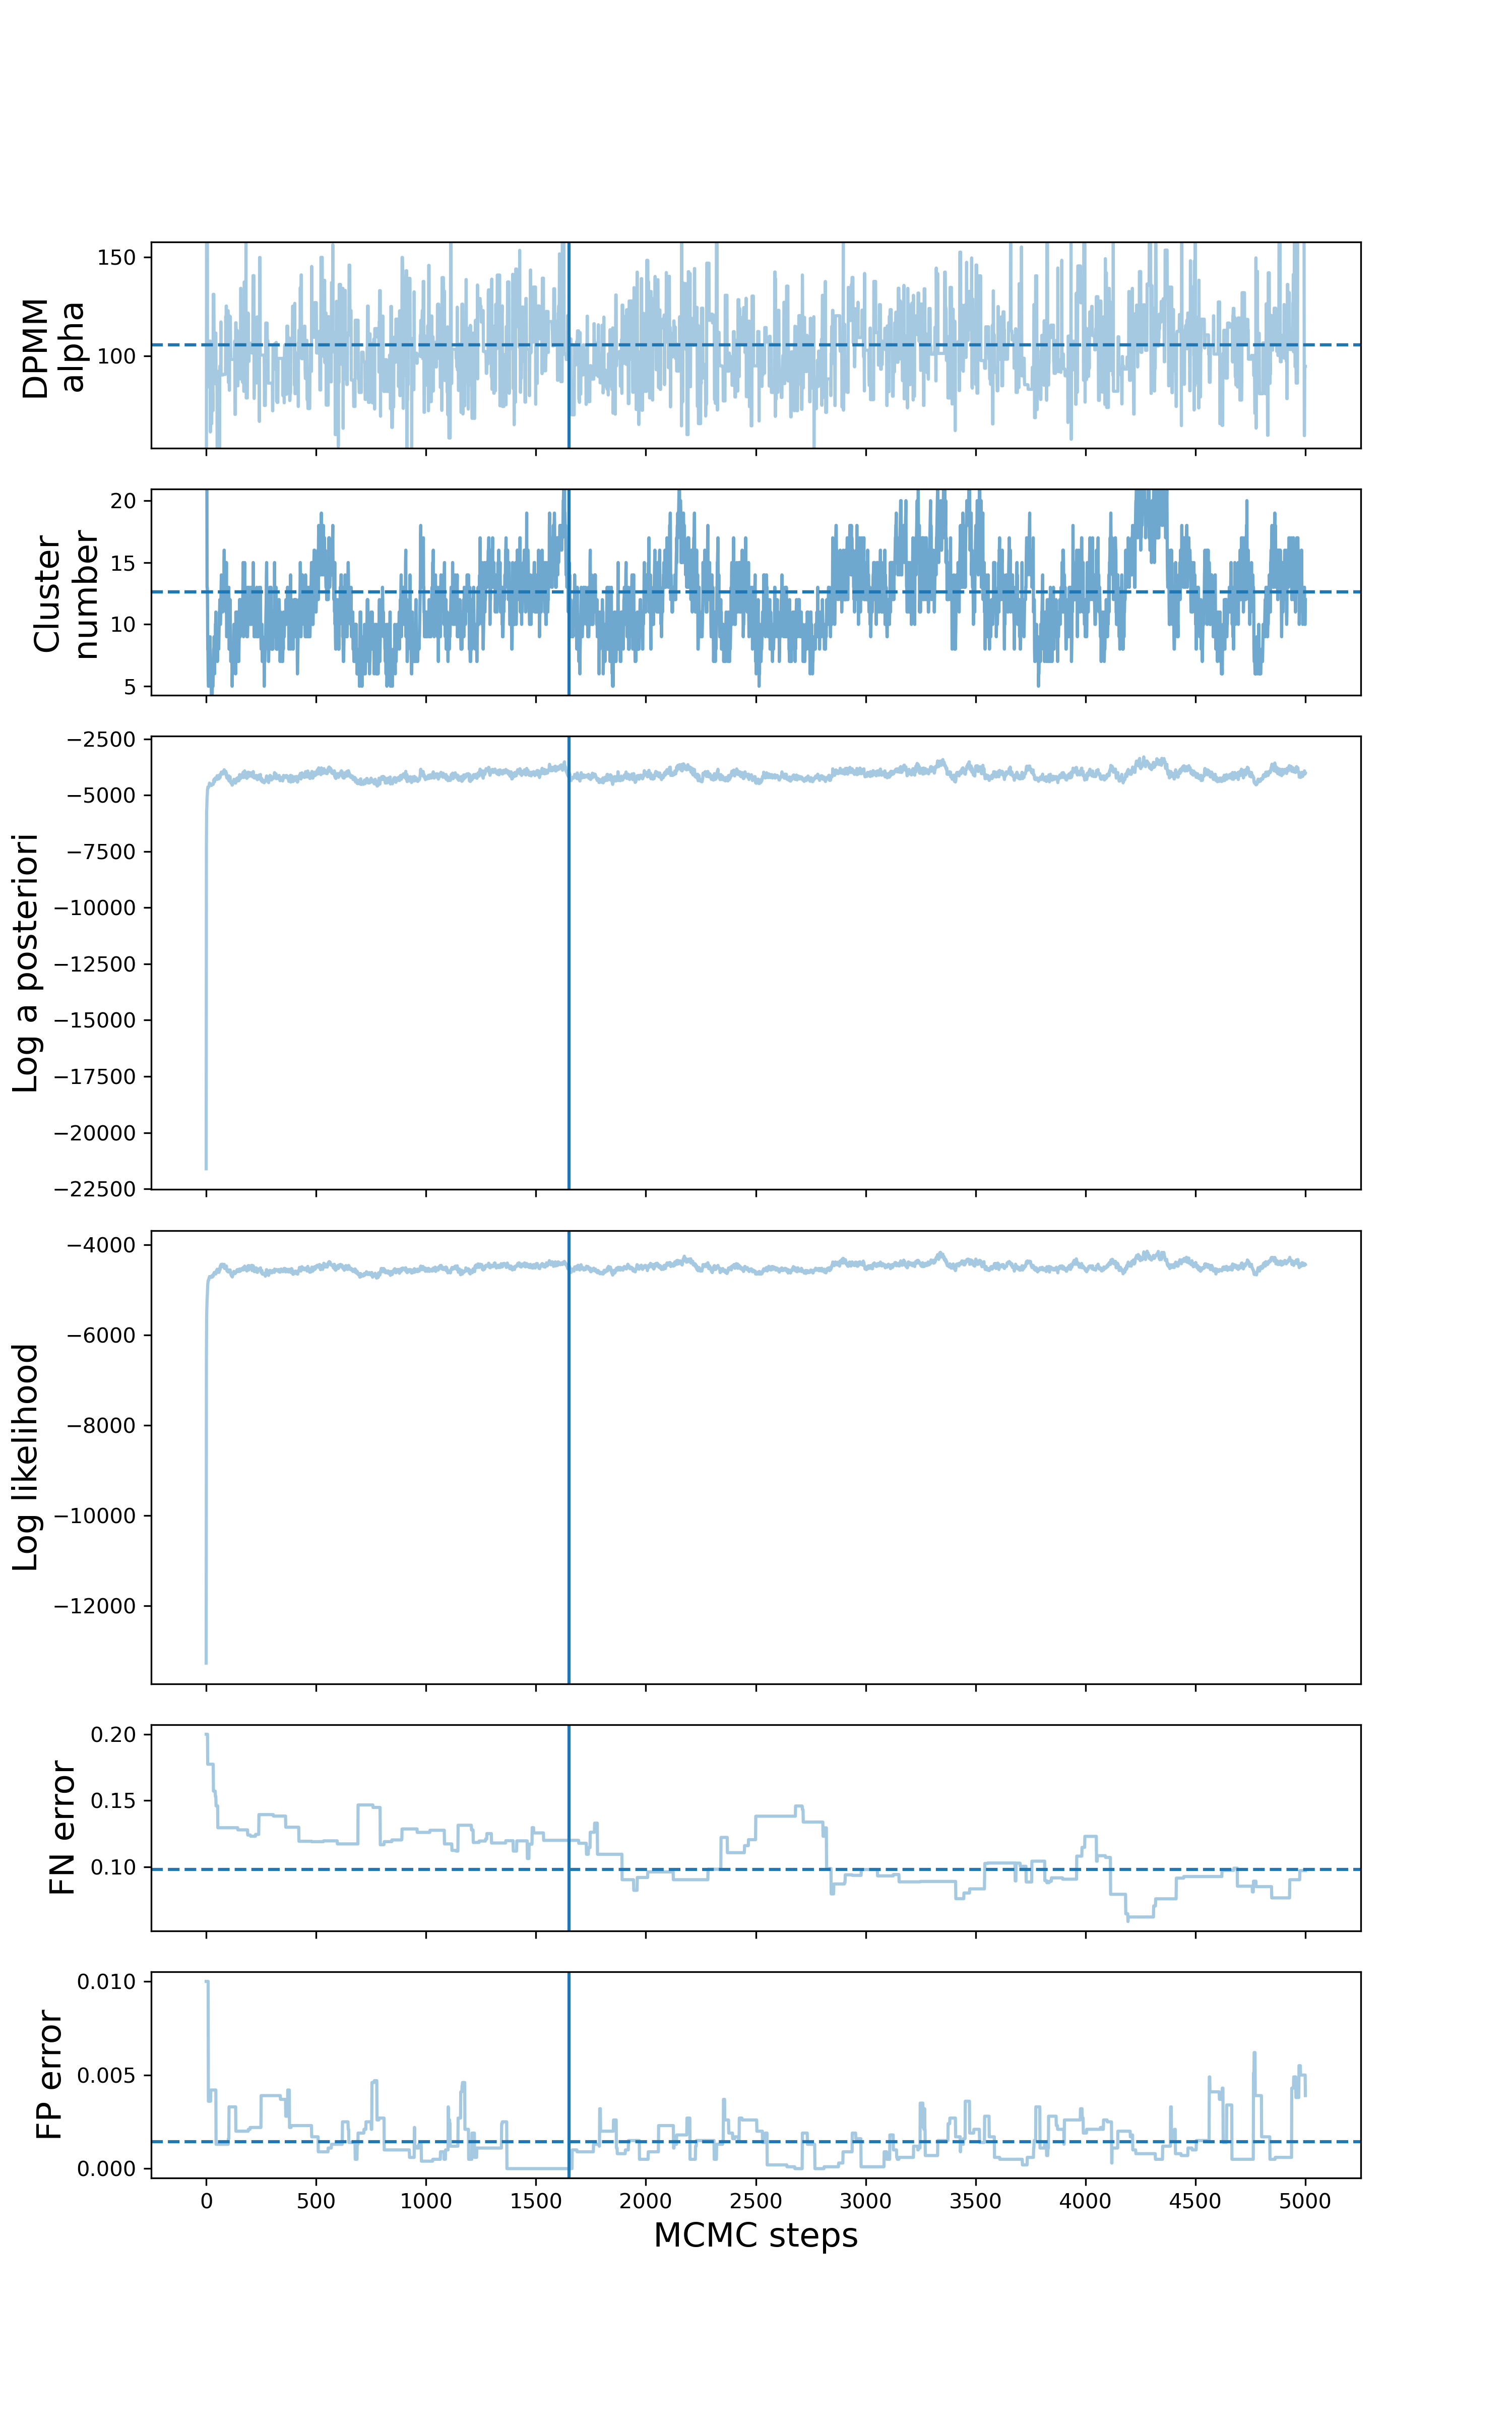 DPMM
alpha
150
100
Cluster
number
20
15
10
5
Log a posteriori
−2500
−5000
−7500
−10000
−12500
−15000
−17500
−20000
−22500
Log likelihood
−4000
−6000
−8000
−10000
−12000
FN error
0.20
0.15
0.10
FP error
0.010
0.005
0.000
0 500 1000 1500 2000 2500 3000 3500 4000 4500 5000
MCMC steps